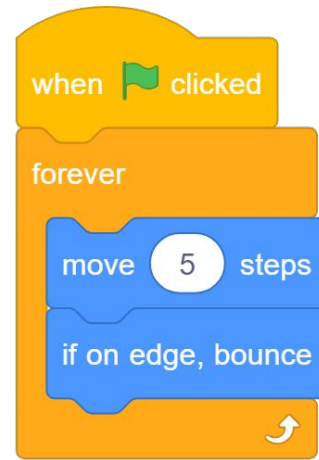 when clicked
forever
move 5 steps
if on edge, bounce